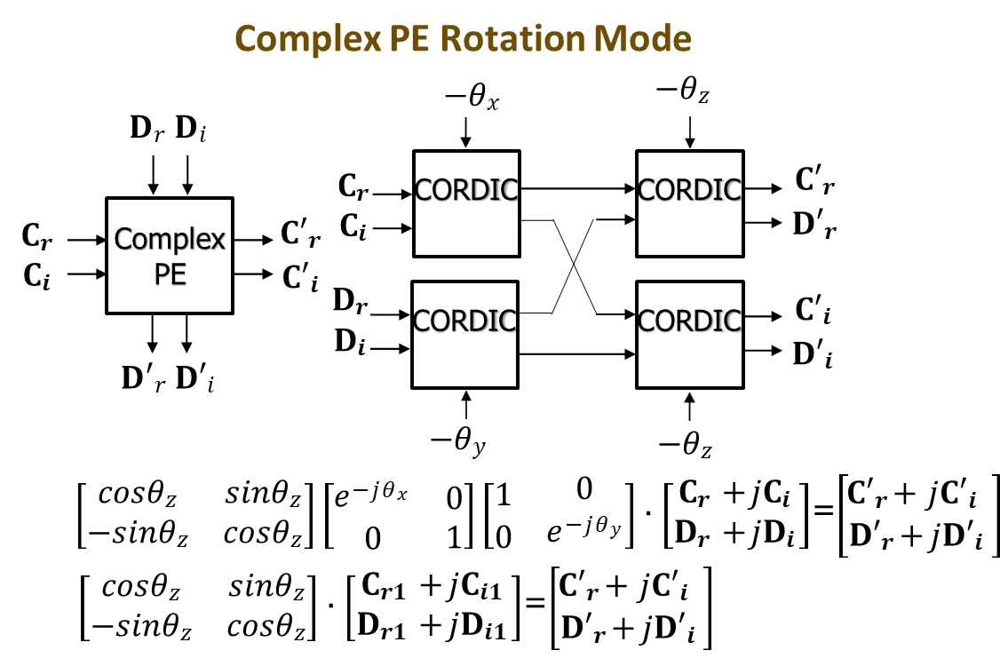 Complex PE Rotation Mode
−θx −θz
Dr Di
Cr CORDIC CORDIC C′r
Ci D′r
Cr Complex C′r
Ci PE C′i
Dr CORDIC CORDIC C′i
Di D′i
D′r D′i
−θy −θz
[cosθz sinθz] [e^−jθx 0] [1 0] · [Cr + jCi] = [C′r + jC′i]
[−sinθz cosθz] [0 1] [0 e^−jθy] [Dr + jDi] [D′r + jD′i]
[cosθz sinθz] · [Cr1 + jCi1] = [C′r + jC′i]
[−sinθz cosθz] [Dr1 + jDi1] [D′r + jD′i]